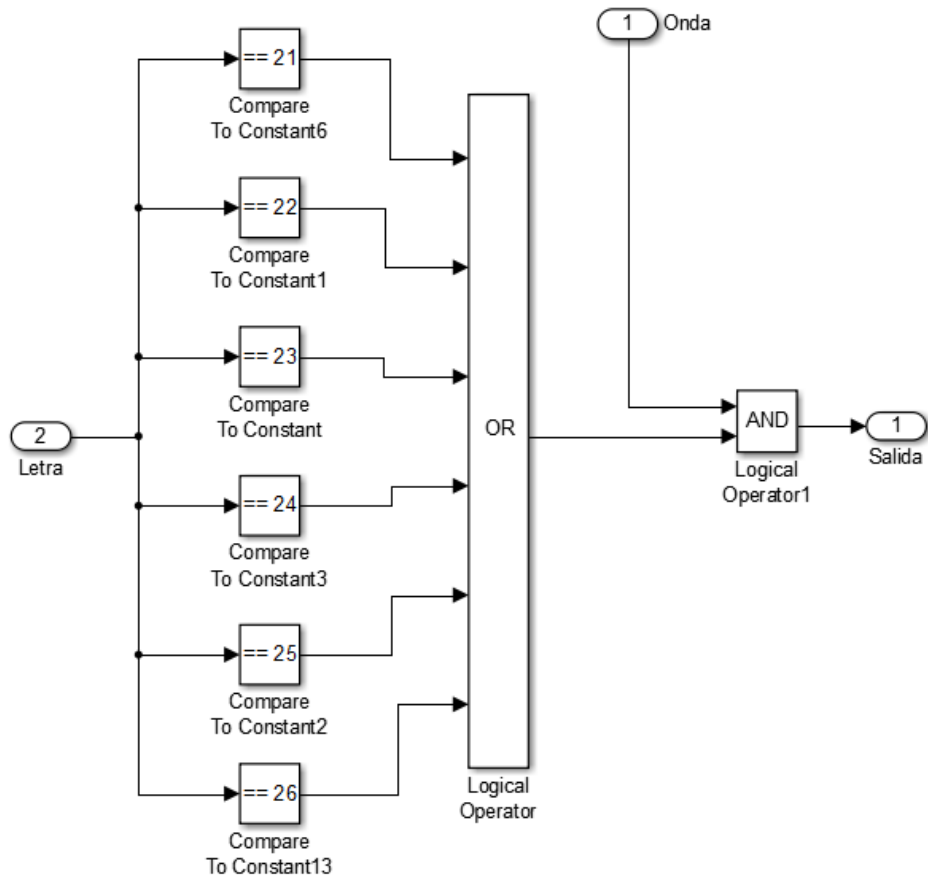 1
Onda
== 21
Compare
To Constant6
== 22
Compare
To Constant1
== 23
Compare
To Constant
2
Letra
OR
AND
Logical
Operator1
1
Salida
== 24
Compare
To Constant3
== 25
Compare
To Constant2
== 26
Compare
To Constant13
Logical
Operator